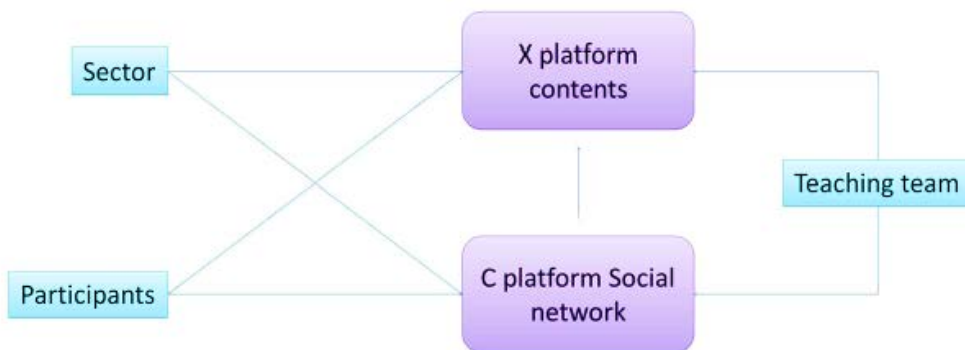 Sector
X platform
contents
Teaching team
Participants
C platform Social
network